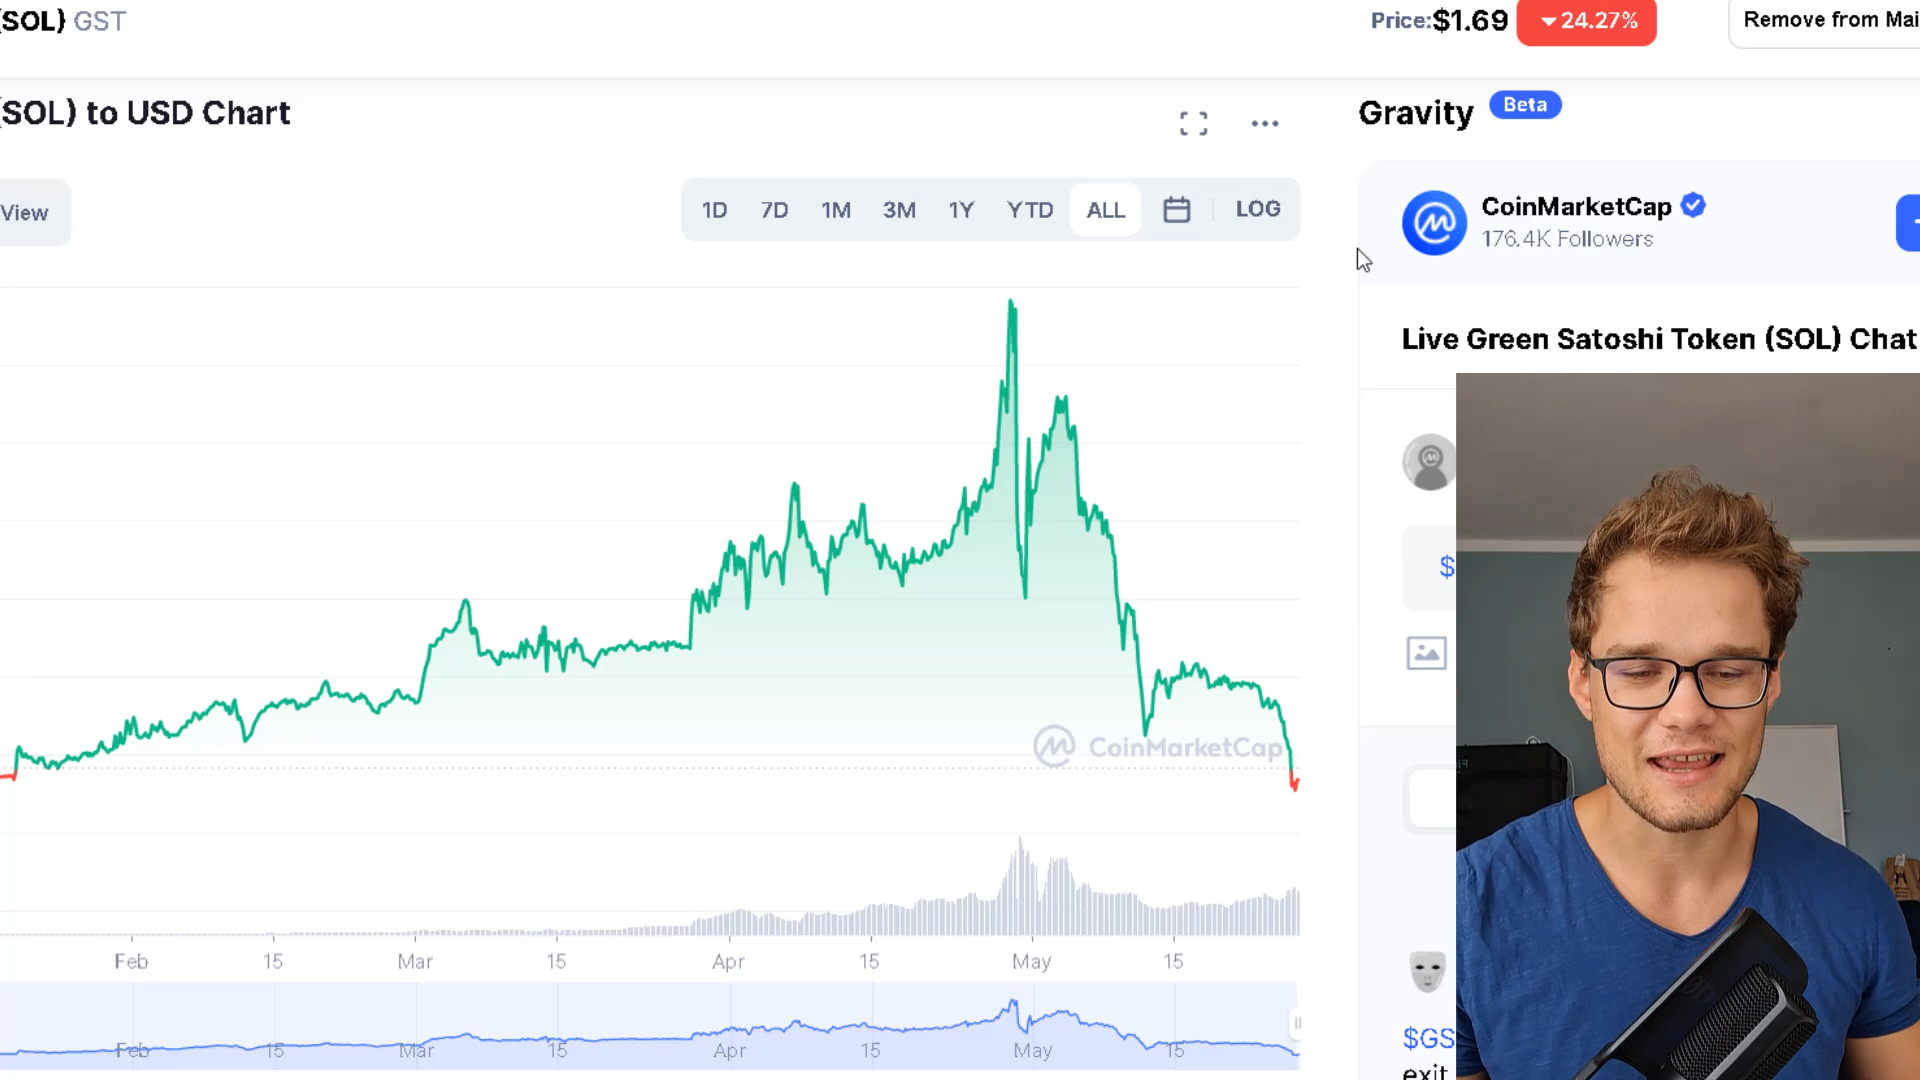 (SOL) GST
Price:$1.69
24.27%
Remove from Mai
(SOL) to USD Chart
Gravity Beta
View
1D 7D 1M 3M 1Y YTD ALL LOG
CoinMarketCap
176.4K Followers
Live Green Satoshi Token (SOL) Chat
$
CoinMarketCap
Feb 15 Mar 15 Apr 15 May 15
Feb 15 Mar 15 Apr 15 May 15
$GS
exit